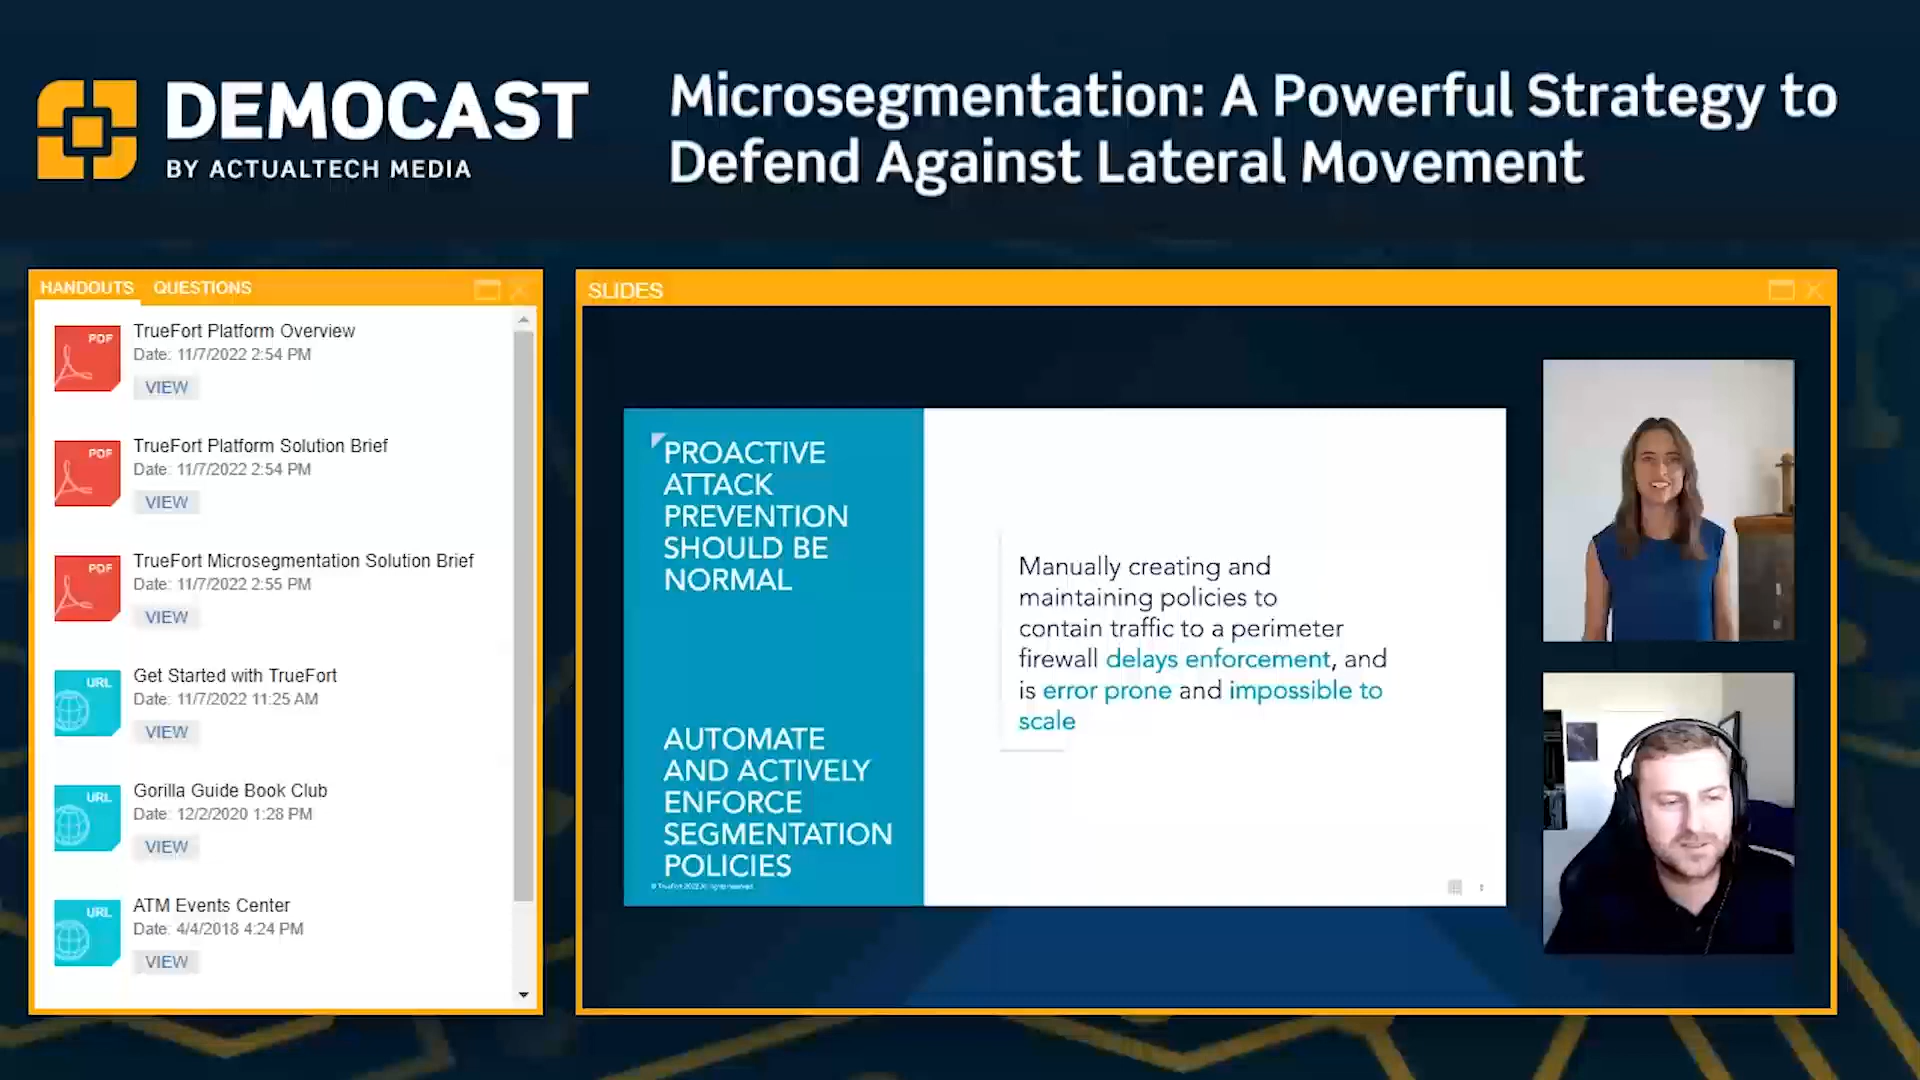 DEMOCAST
BY ACTUALTECH MEDIA
Microsegmentation: A Powerful Strategy to
Defend Against Lateral Movement
HANDOUTS QUESTIONS
PDF
TrueFort Platform Overview
Date: 11/7/2022 2:54 PM
VIEW
PDF
TrueFort Platform Solution Brief
Date: 11/7/2022 2:54 PM
VIEW
PDF
TrueFort Microsegmentation Solution Brief
Date: 11/7/2022 2:55 PM
VIEW
URL
Get Started with TrueFort
Date: 11/7/2022 11:25 AM
VIEW
URL
Gorilla Guide Book Club
Date: 12/2/2020 1:28 PM
VIEW
URL
ATM Events Center
Date: 4/4/2018 4:24 PM
VIEW
SLIDES
PROACTIVE
ATTACK
PREVENTION
SHOULD BE
NORMAL
AUTOMATE
AND ACTIVELY
ENFORCE
SEGMENTATION
POLICIES
© TrueFort 2022 All rights reserved
Manually creating and
maintaining policies to
contain traffic to a perimeter
firewall delays enforcement, and
is error prone and impossible to
scale